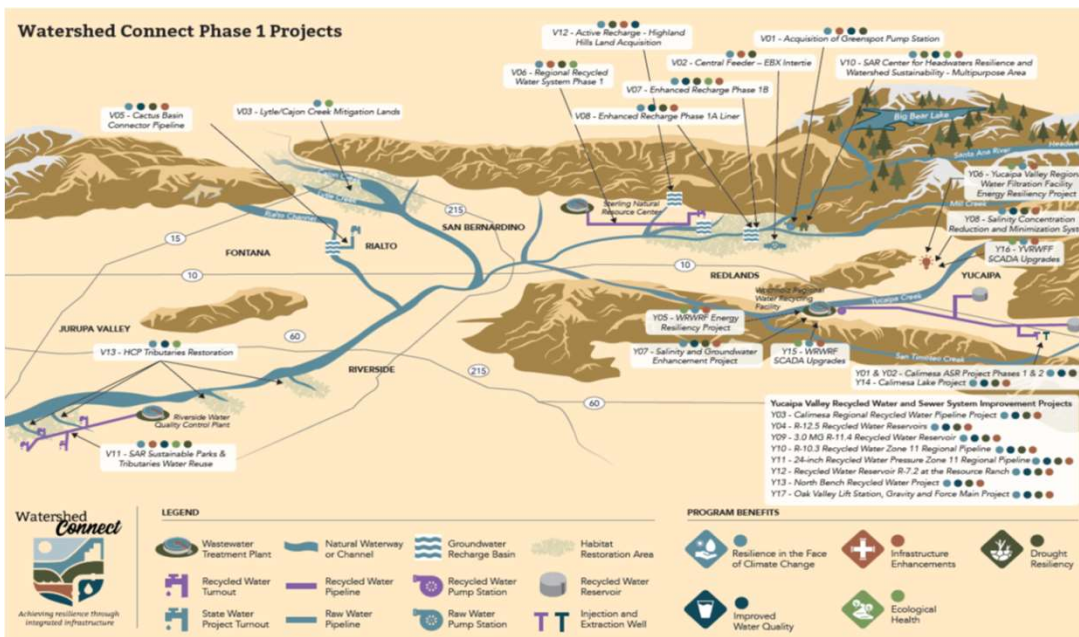 Watershed Connect Phase 1 Projects
V12 - Active Recharge - Highland
Hills Land Acquisition
V01 - Acquisition of Greenspot Pump Station
V02 - Central Feeder – EBX Intertie
V10 - SAR Center for Headwaters Resilience and
Watershed Sustainability - Multipurpose Area
V06 - Regional Recycled
Water System Phase 1
V07 - Enhanced Recharge Phase 1B
V08 - Enhanced Recharge Phase 1A Liner
V05 - Cactus Basin
Connector Pipeline
V03 - Lytle/Cajon Creek Mitigation Lands
Big Bear Lake
Santa Ana River
Y06 - Yucaipa Valley Region
Water Filtration Facility
Energy Resiliency Project
Mill Creek
Y08 - Salinity Concentration
Reduction and Minimization Syst
Y16 - YVRWFF
SCADA Upgrades
Sterling Natural
Resource Center
Rialto Channel
215
SAN BERNARDINO
15
FONTANA
RIALTO
10
10
REDLANDS
YUCAIPA
Water Recycling
Facility
Yucaipa Creek
Y05 - WRWRF Energy
Resiliency Project
Y07 - Salinity and Groundwater
Enhancement Project
Y15 - WRWRF
SCADA Upgrades
San Timoteo Creek
JURUPA VALLEY
60
V13 - HCP Tributaries Restoration
RIVERSIDE
215
60
Y01 & Y02 - Calimesa ASR Project Phases 1 & 2
Y14 - Calimesa Lake Project
Riverside Water
Quality Control Plant
V11 - SAR Sustainable Parks &
Tributaries Water Reuse
Yucaipa Valley Recycled Water and Sewer System Improvement Projects
Y03 - Calimesa Regional Recycled Water Pipeline Project
Y04 - R-12.5 Recycled Water Reservoirs
Y09 - 3.0 MG R-11.4 Recycled Water Reservoir
Y10 - R-10.3 Recycled Water Zone 11 Regional Pipeline
Y11 - 24-inch Recycled Water Pressure Zone 11 Regional Pipeline
Y12 - Recycled Water Reservoir R-7.2 at the Resource Ranch
Y13 - North Bench Recycled Water Project
Y17 - Oak Valley Lift Station, Gravity and Force Main Project
Watershed
Connect
Achieving resilience through
integrated infrastructure
LEGEND
Wastewater
Treatment Plant
Natural Waterway
or Channel
Groundwater
Recharge Basin
Habitat
Restoration Area
Recycled Water
Turnout
Recycled Water
Pipeline
Recycled Water
Pump Station
Recycled Water
Reservoir
State Water
Project Turnout
Raw Water
Pipeline
Raw Water
Pump Station
Injection and
Extraction Well
PROGRAM BENEFITS
Resilience in the Face
of Climate Change
Infrastructure
Enhancements
Drought
Resiliency
Improved
Water Quality
Ecological
Health